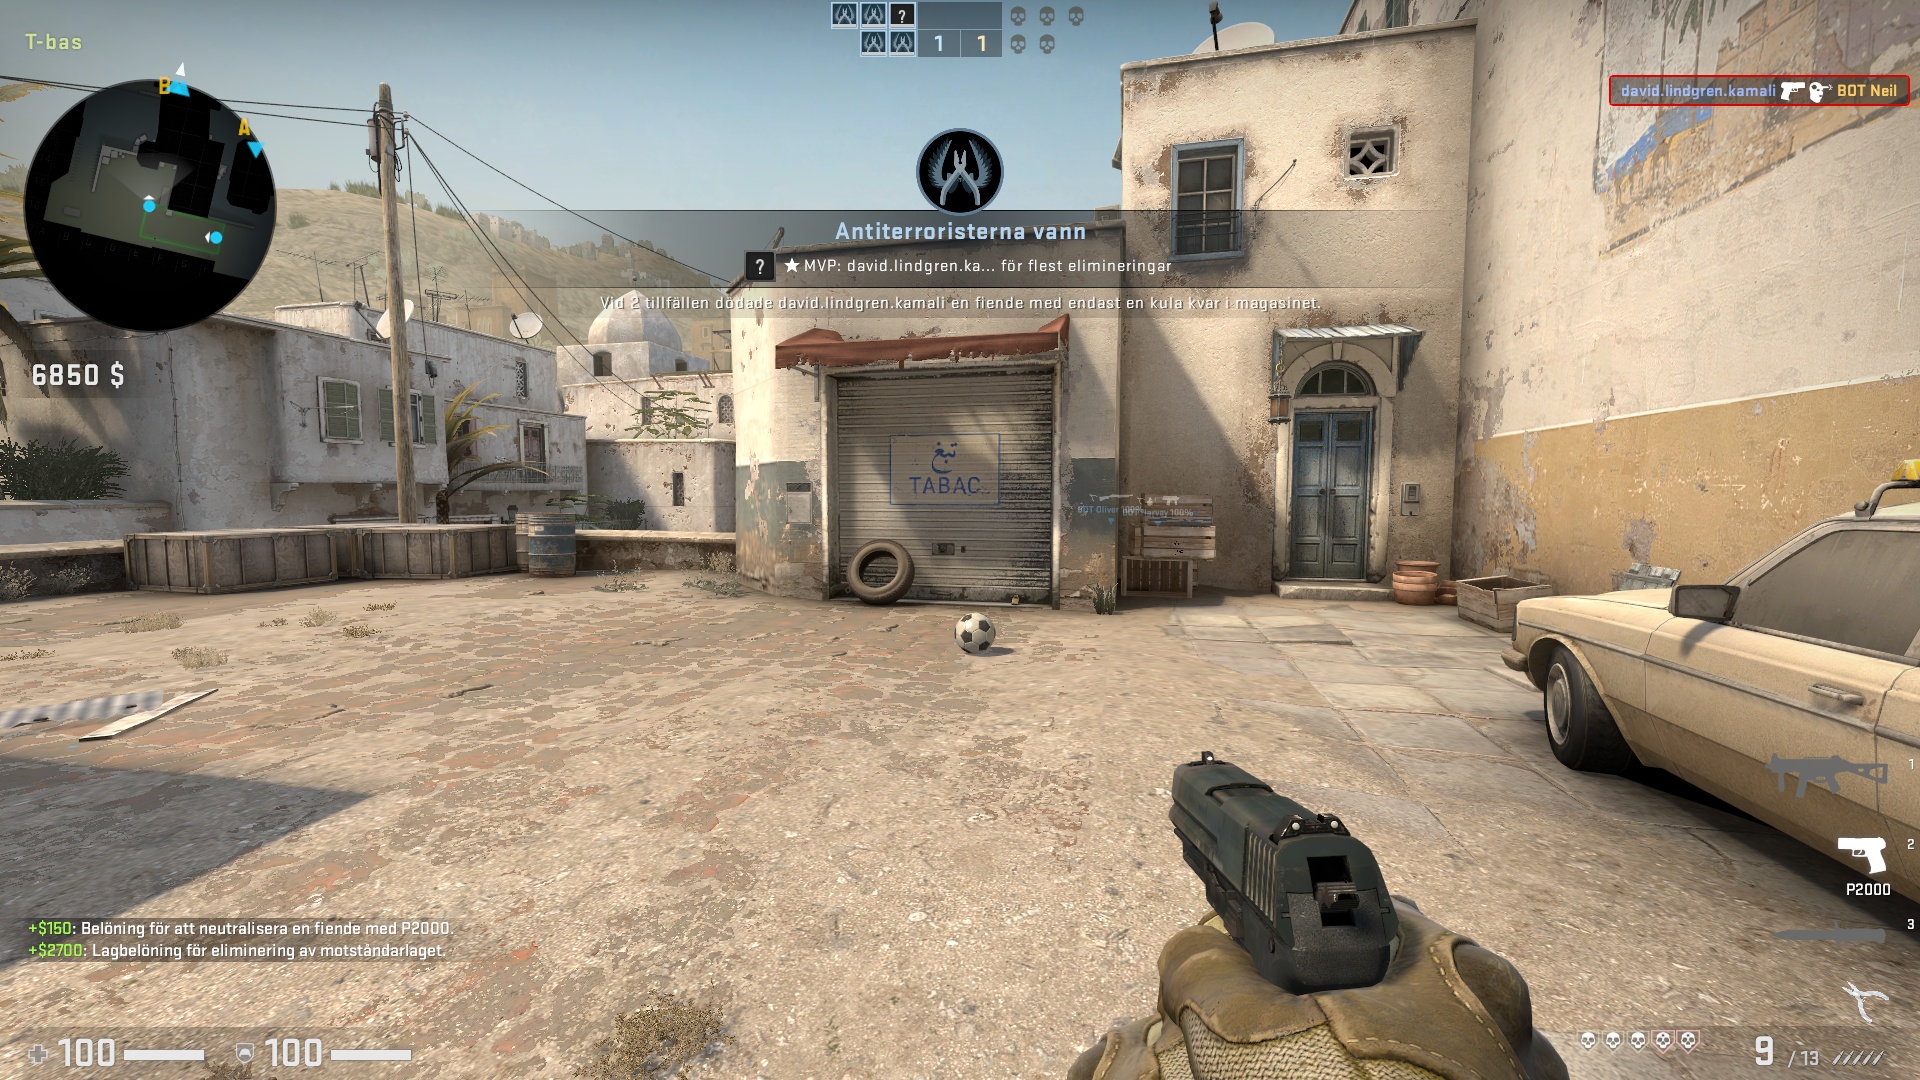 T-bas
B
A
?
1 1
david.lindgren.kamali BOT Neil
Antiterroristerna vann
? ★ MVP: david.lindgren.ka... för flest elimineringar
Vid 2 tillfällen dödade david.lindgren.kamali en fiende med endast en kula kvar i magasinet.
6850 $
تبغ
TABAC
BOT Oliver 100%
1
2
P2000
3
+$150: Belöning för att neutralisera en fiende med P2000.
+$2700: Lagbelöning för eliminering av motståndarlaget.
100 100
9 / 13